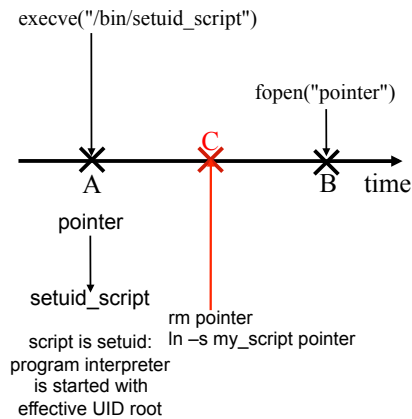 execve("/bin/setuid_script")
fopen("pointer")
C
A
B
time
pointer
setuid_script
script is setuid:
program interpreter
is started with
effective UID root
rm pointer
ln –s my_script pointer